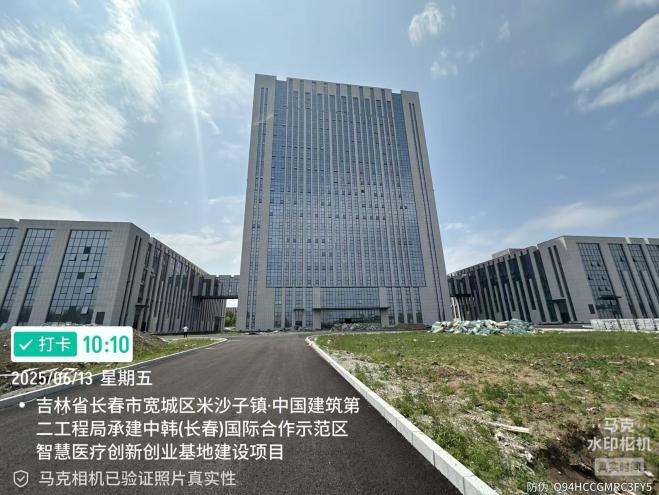 打卡 10:10
2025/06/13 星期五
吉林省长春市宽城区米沙子镇·中国建筑第
二工程局承建中韩(长春)国际合作示范区
智慧医疗创新创业基地建设项目
马克相机已验证照片真实性
马克
水印相机
真实时间
防伪 Q94HCCGMRC3FY5